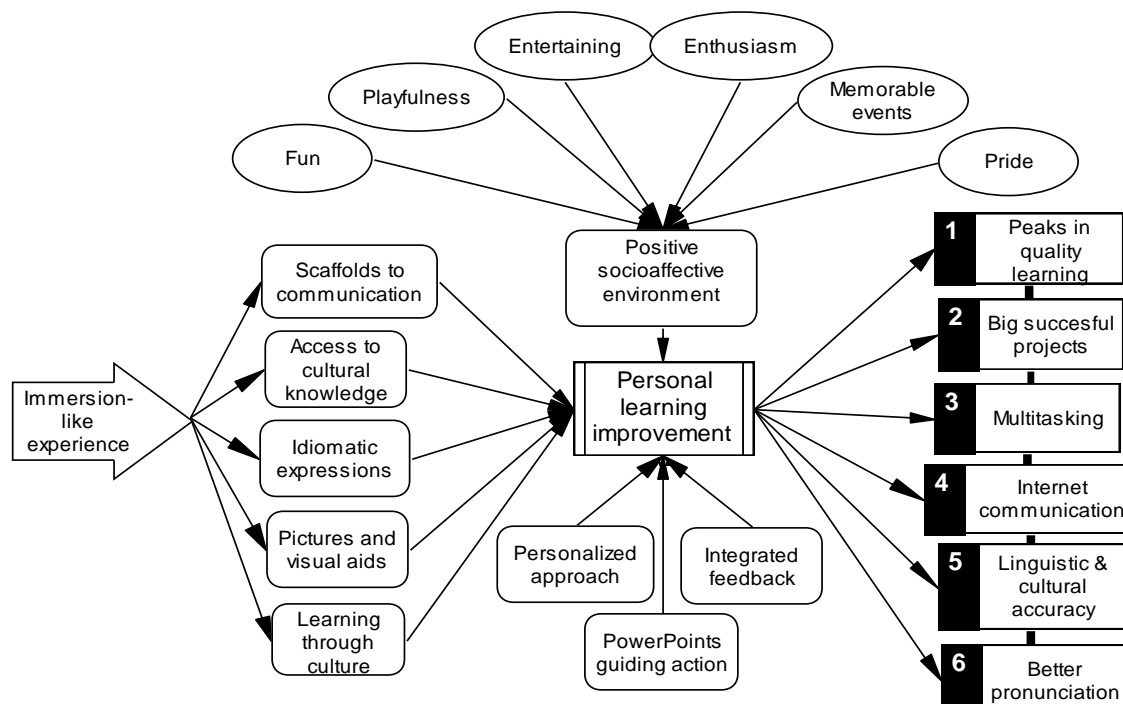 Entertaining
Enthusiasm
Playfulness
Memorable
events
Fun
Pride
Positive
socioaffective
environment
Immersion-
like
experience
Scaffolds to
communication
Access to
cultural
knowledge
Idiomatic
expressions
Pictures and
visual aids
Learning
through
culture
Personal
learning
improvement
Personalized
approach
Integrated
feedback
PowerPoints
guiding action
1
Peaks in
quality
learning
2
Big succesful
projects
3
Multitasking
4
Internet
communication
5
Linguistic &
cultural
accuracy
6
Better
pronunciation